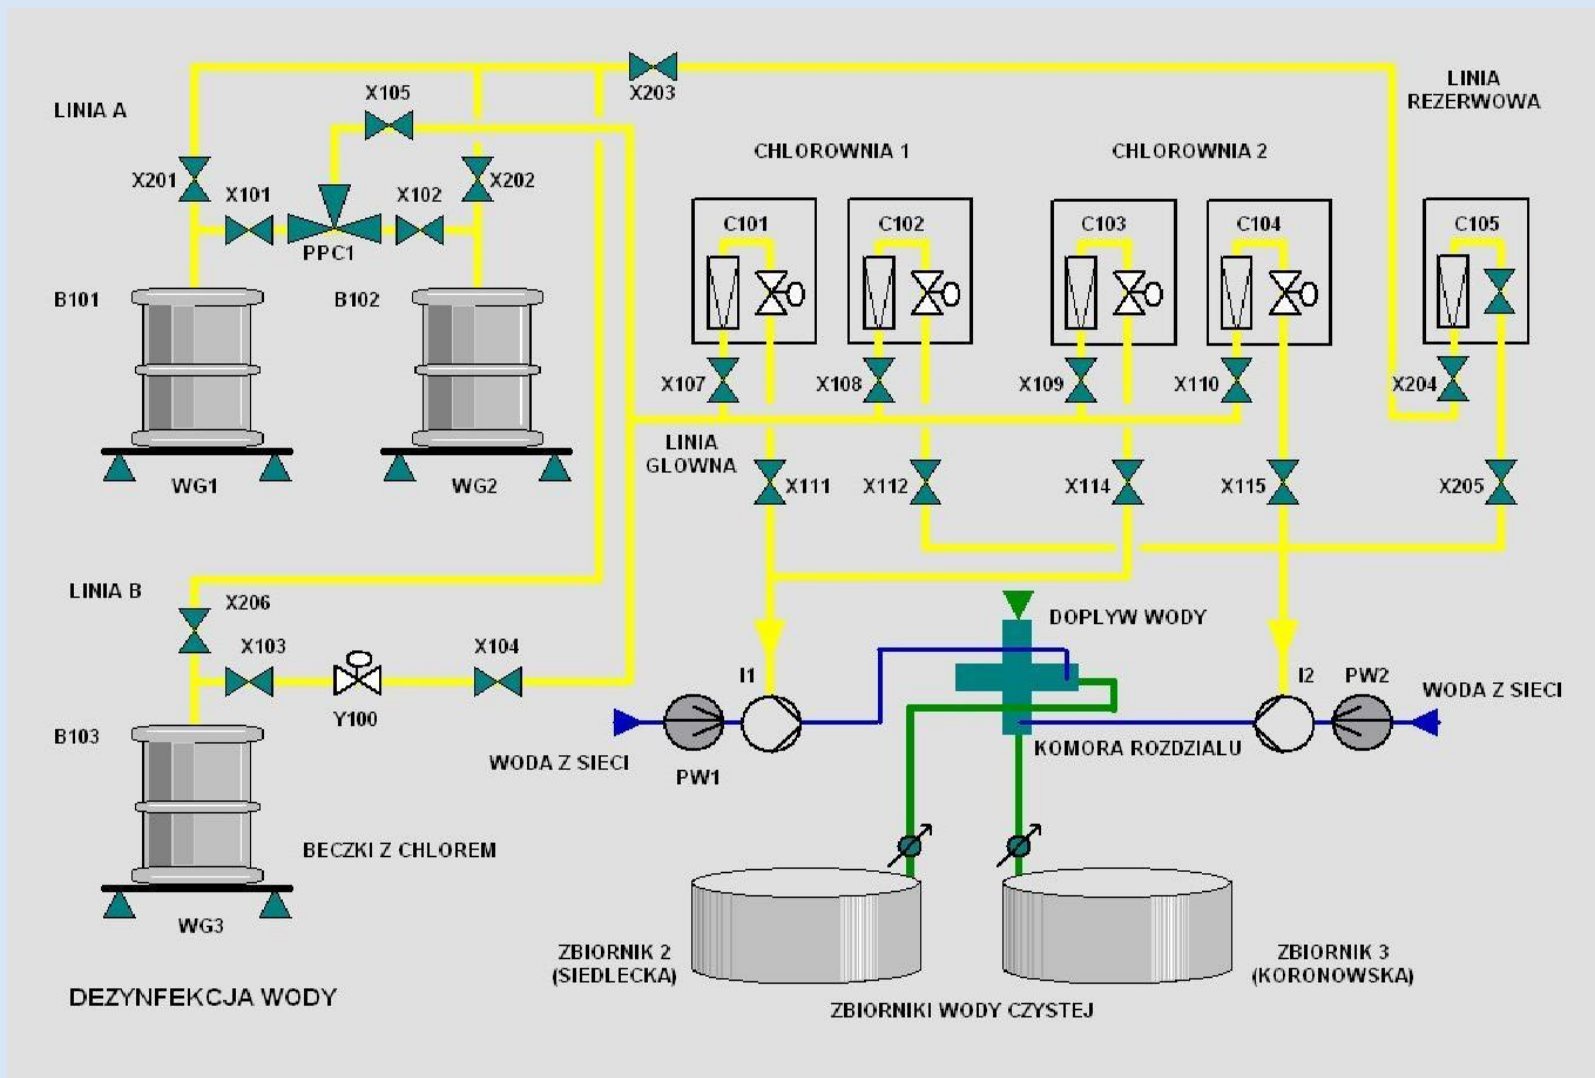 LINIA A
X105
X203
LINIA
REZERWOWA
CHLOROWNIA 1
CHLOROWNIA 2
X201
X101
X102
X202
PPC1
C101
C102
C103
C104
C105
B101
B102
X107
X108
X109
X110
X204
LINIA
GLOWNA
WG1
WG2
X111
X112
X114
X115
X205
LINIA B
X206
X103
X104
Y100
DOPLYW WODY
I1
I2
PW2
WODA Z SIECI
B103
WODA Z SIECI
PW1
KOMORA ROZDZIALU
BECZKI Z CHLOREM
WG3
ZBIORNIK 2
(SIEDLECKA)
ZBIORNIK 3
(KORONOWSKA)
ZBIORNIKI WODY CZYSTEJ
DEZYNFEKCJA WODY